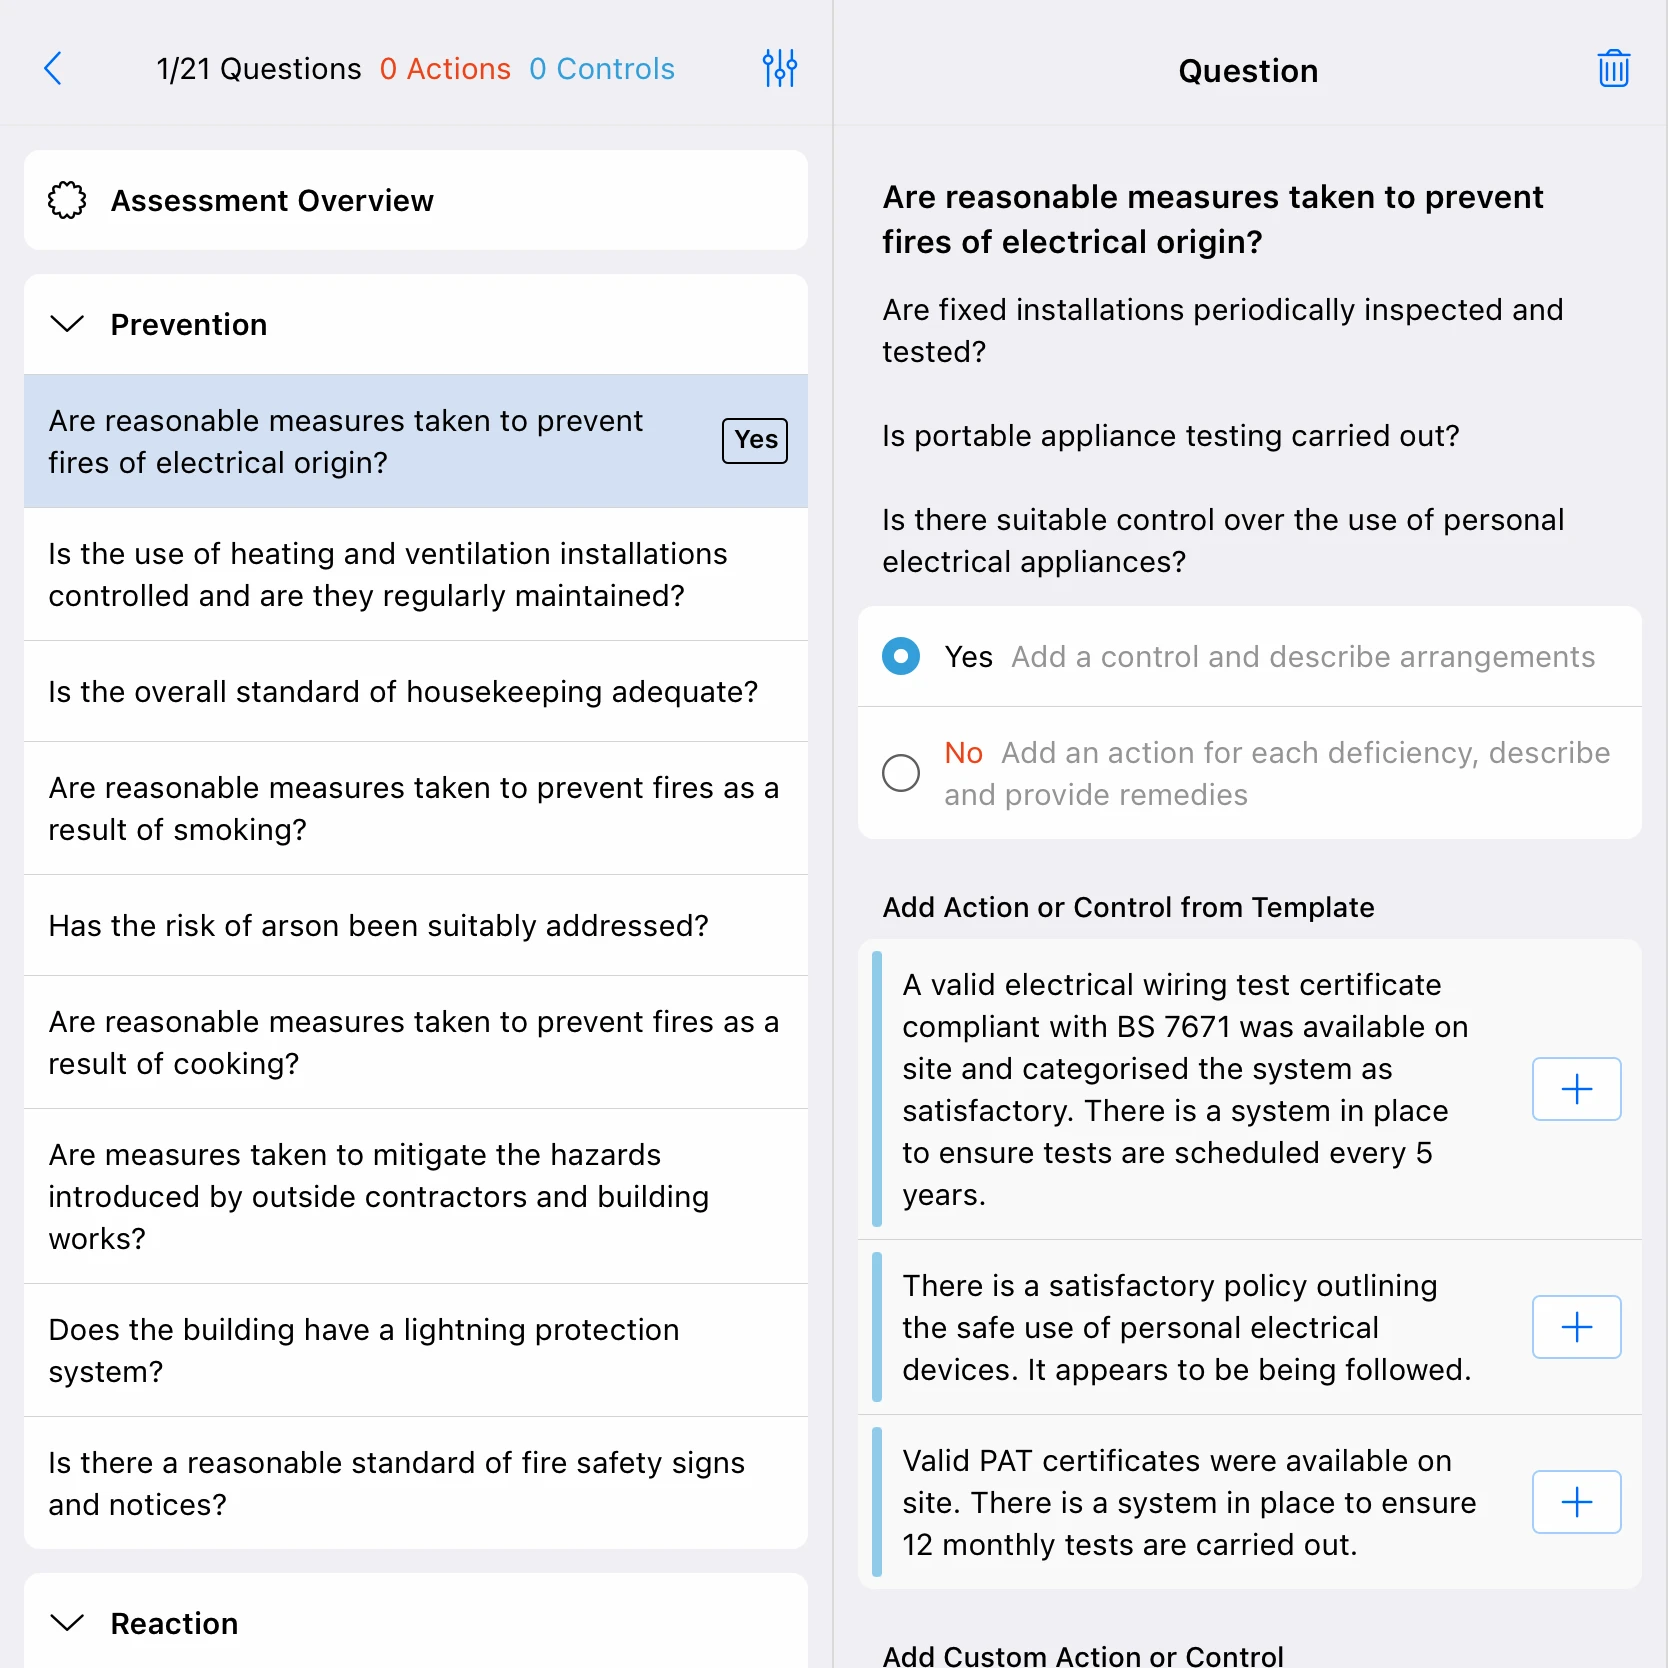 1/21 Questions 0 Actions 0 Controls
Assessment Overview
Prevention
Are reasonable measures taken to prevent
fires of electrical origin?
Yes
Is the use of heating and ventilation installations
controlled and are they regularly maintained?
Is the overall standard of housekeeping adequate?
Are reasonable measures taken to prevent fires as a
result of smoking?
Has the risk of arson been suitably addressed?
Are reasonable measures taken to prevent fires as a
result of cooking?
Are measures taken to mitigate the hazards
introduced by outside contractors and building
works?
Does the building have a lightning protection
system?
Is there a reasonable standard of fire safety signs
and notices?
Reaction
Question
Are reasonable measures taken to prevent
fires of electrical origin?
Are fixed installations periodically inspected and
tested?
Is portable appliance testing carried out?
Is there suitable control over the use of personal
electrical appliances?
Yes Add a control and describe arrangements
No Add an action for each deficiency, describe
and provide remedies
Add Action or Control from Template
A valid electrical wiring test certificate
compliant with BS 7671 was available on
site and categorised the system as
satisfactory. There is a system in place
to ensure tests are scheduled every 5
years.
There is a satisfactory policy outlining
the safe use of personal electrical
devices. It appears to be being followed.
Valid PAT certificates were available on
site. There is a system in place to ensure
12 monthly tests are carried out.
Add Custom Action or Control